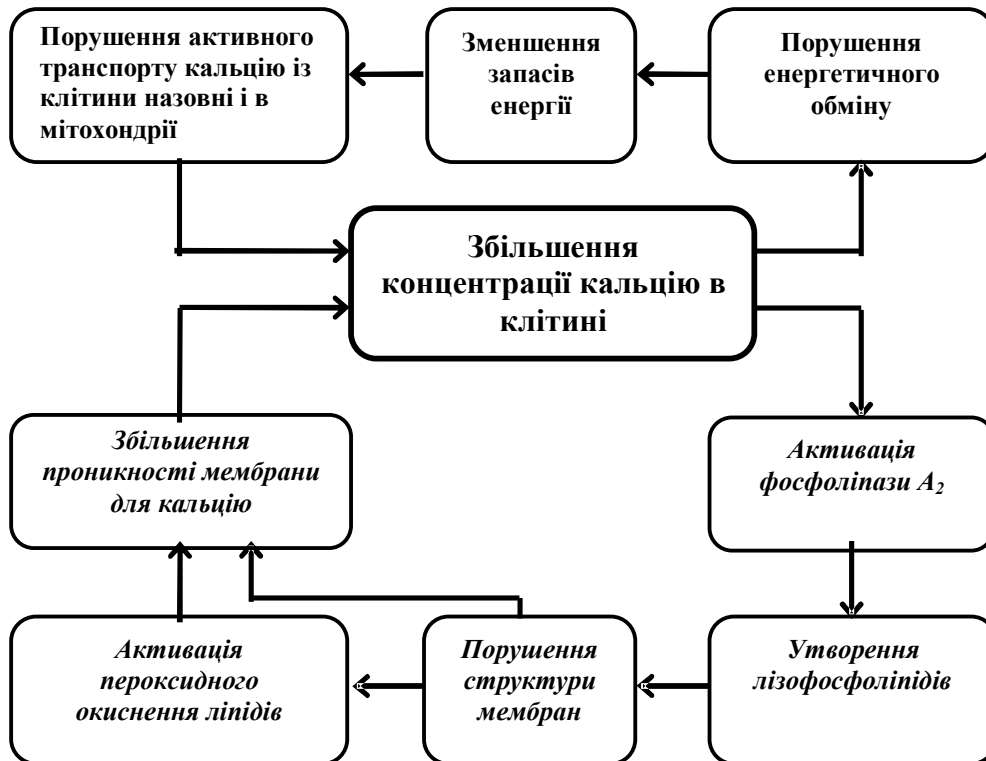 Порушення активного
транспорту кальцію із
клітини назовні і в
мітохондрії
Зменшення
запасів
енергії
Порушення
енергетичного
обміну
Збільшення
концентрації кальцію в
клітині
Збільшення
проникності мембрани
для кальцію
Активація
фосфоліпази А₂
Активація
пероксидного
окиснення ліпідів
Порушення
структури
мембран
Утворення
лізофосфоліпідів